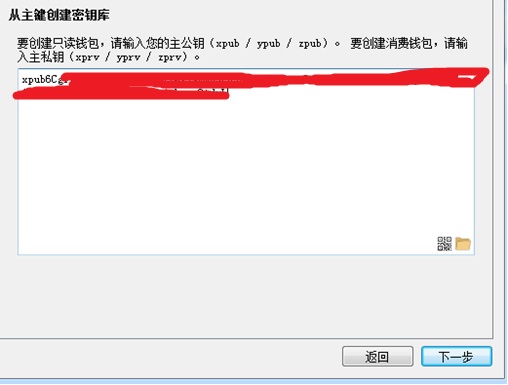 从主键创建密钥库
要创建只读钱包，请输入您的主公钥（xpub / ypub / zpub）。 要创建消费钱包，请输
入主私钥（xprv / yprv / zprv）。
xpub6Cg
返回
下一步